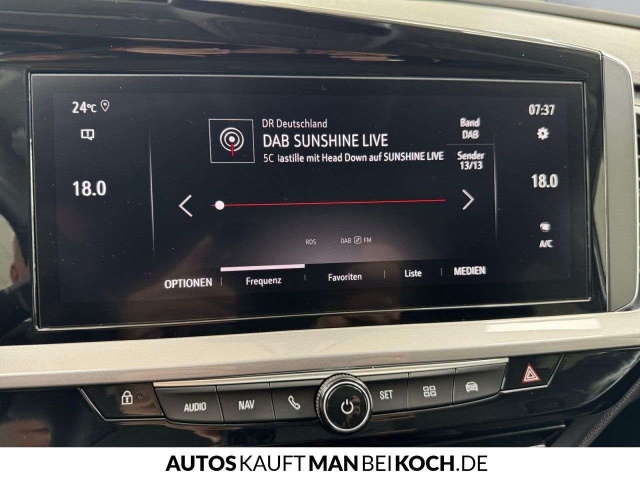 24°C
07:37
DR Deutschland
Band
DAB SUNSHINE LIVE
DAB
5C iastille mit Head Down auf SUNSHINE LIVE
Sender
13/13
18.0
18.0
RDS
DAB FM
A/C
OPTIONEN
Frequenz
Favoriten
Liste
MEDIEN
AUDIO
NAV
SET
AUTOSKAUFTMANBEIKOCH.DE